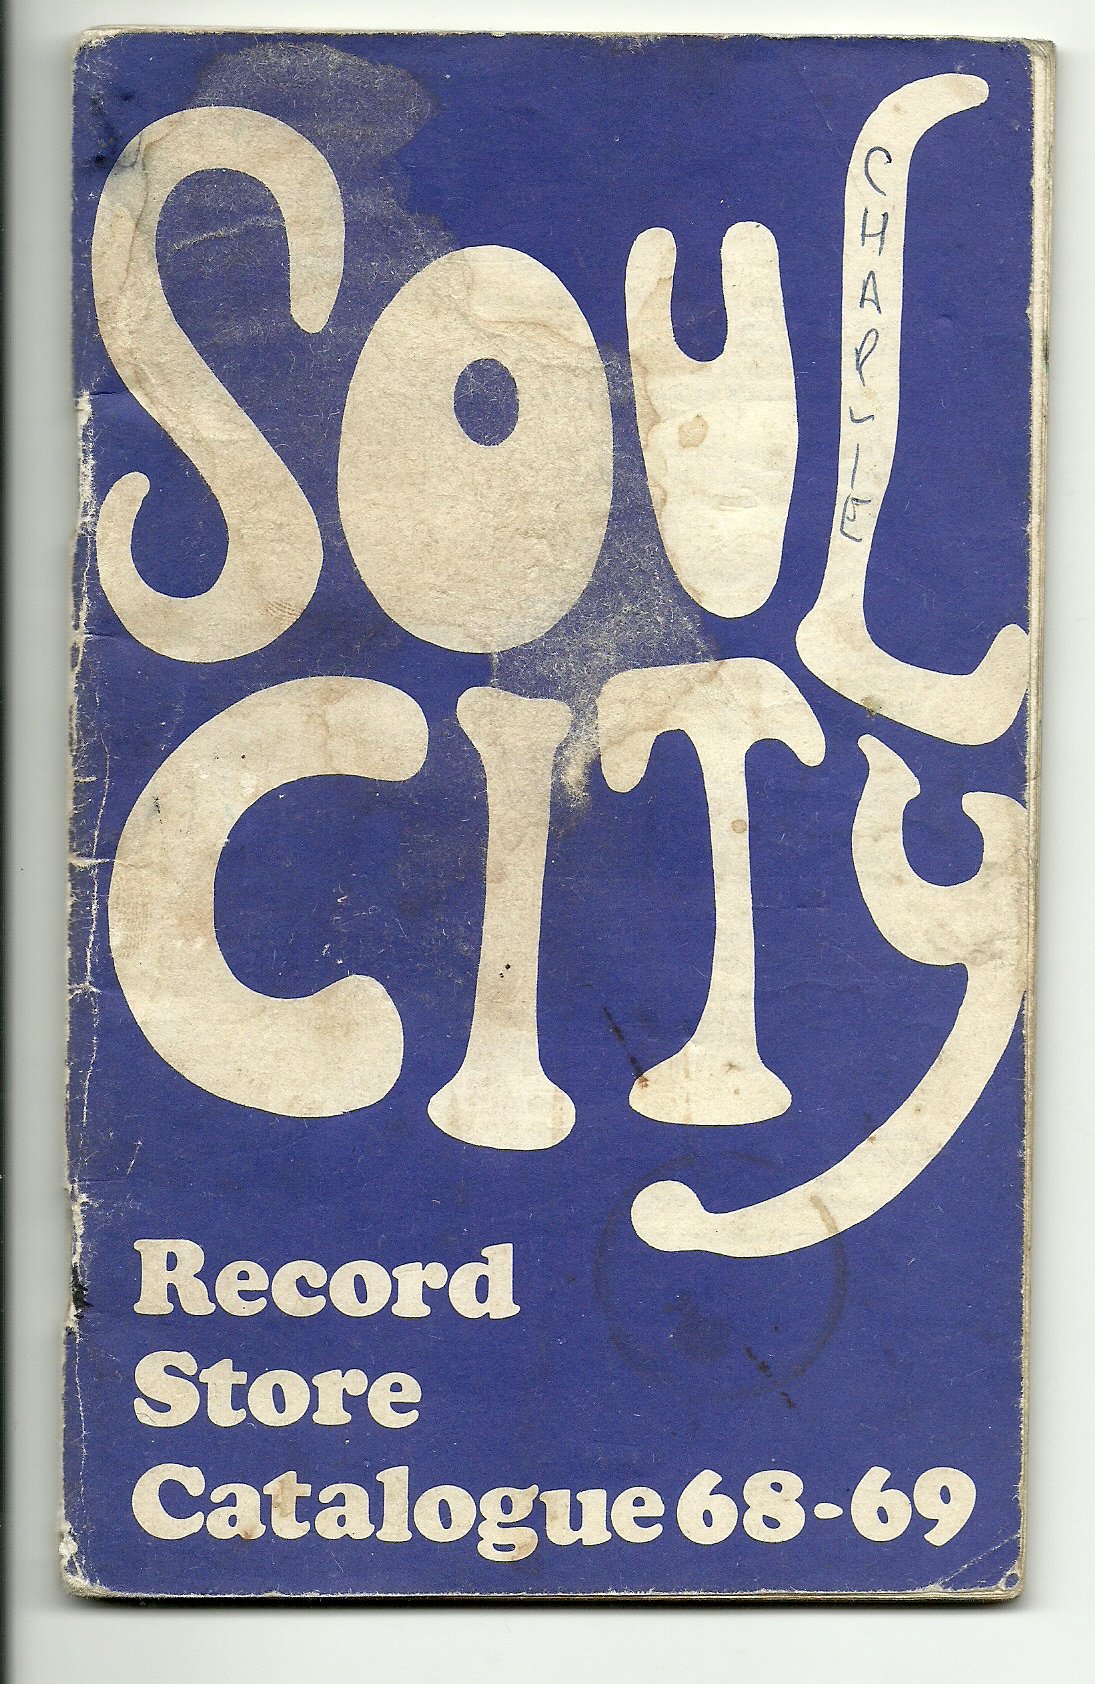 SOUL
CITy
CHARLIE
Record
Store
Catalogue 68-69